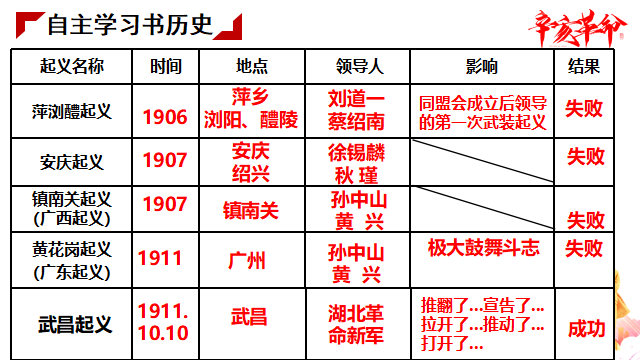 自主学习书历史
辛亥革命
起义名称 时间 地点 领导人 影响 结果
萍浏醴起义 1906 萍乡
浏阳、醴陵 刘道一
蔡绍南 同盟会成立后领导
的第一次武装起义 失败
安庆起义 1907 安庆
绍兴 徐锡麟
秋 瑾 失败
镇南关起义
(广西起义) 1907 镇南关 孙中山
黄 兴 失败
黄花岗起义
(广东起义) 1911 广州 孙中山
黄 兴 极大鼓舞斗志 失败
武昌起义 1911.
10.10 武昌 湖北革
命新军 推翻了...宣告了...
拉开了...推动了...
打开了... 成功